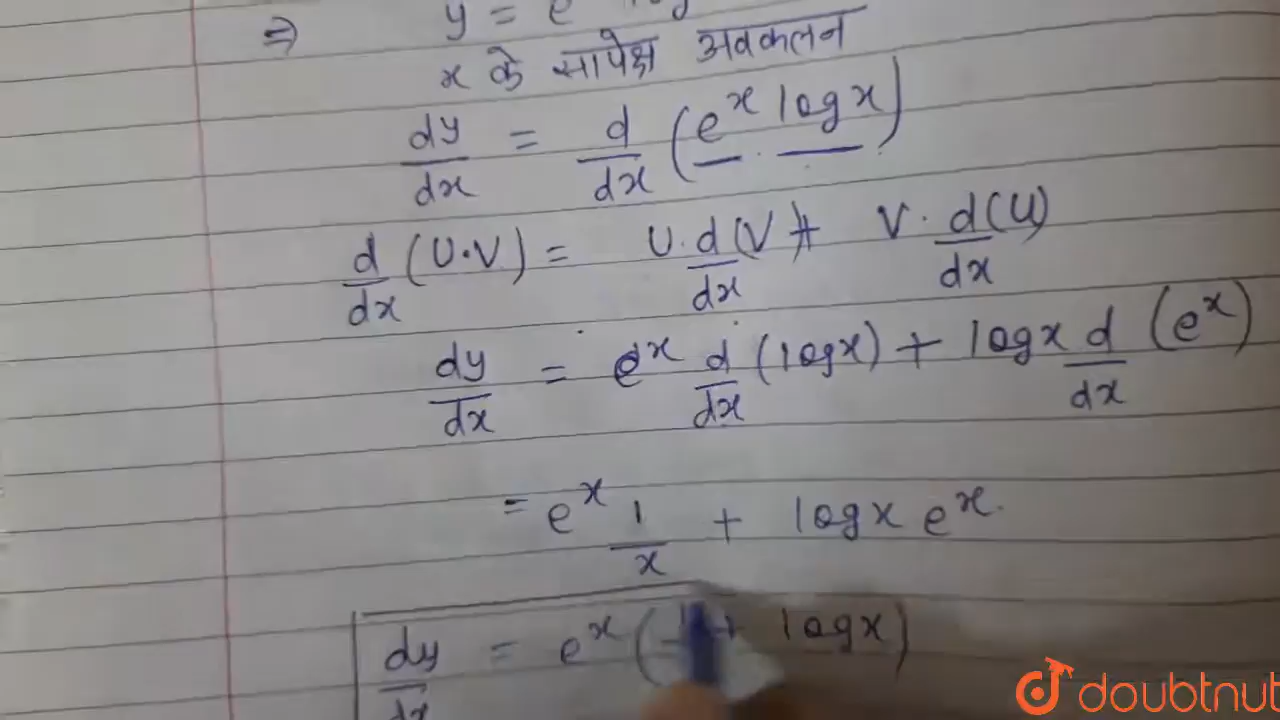 ⇒ y = e log
x के सापेक्ष अवकलन
dy/dx = d/dx (e^x log x)
d/dx (U·V) = U·d/dx (V) + V·d/dx (U)
dy/dx = e^x d/dx (log x) + log x d/dx (e^x)
= e^x 1/x + log x e^x
dy/dx = e^x ( + log x)
doubtnut